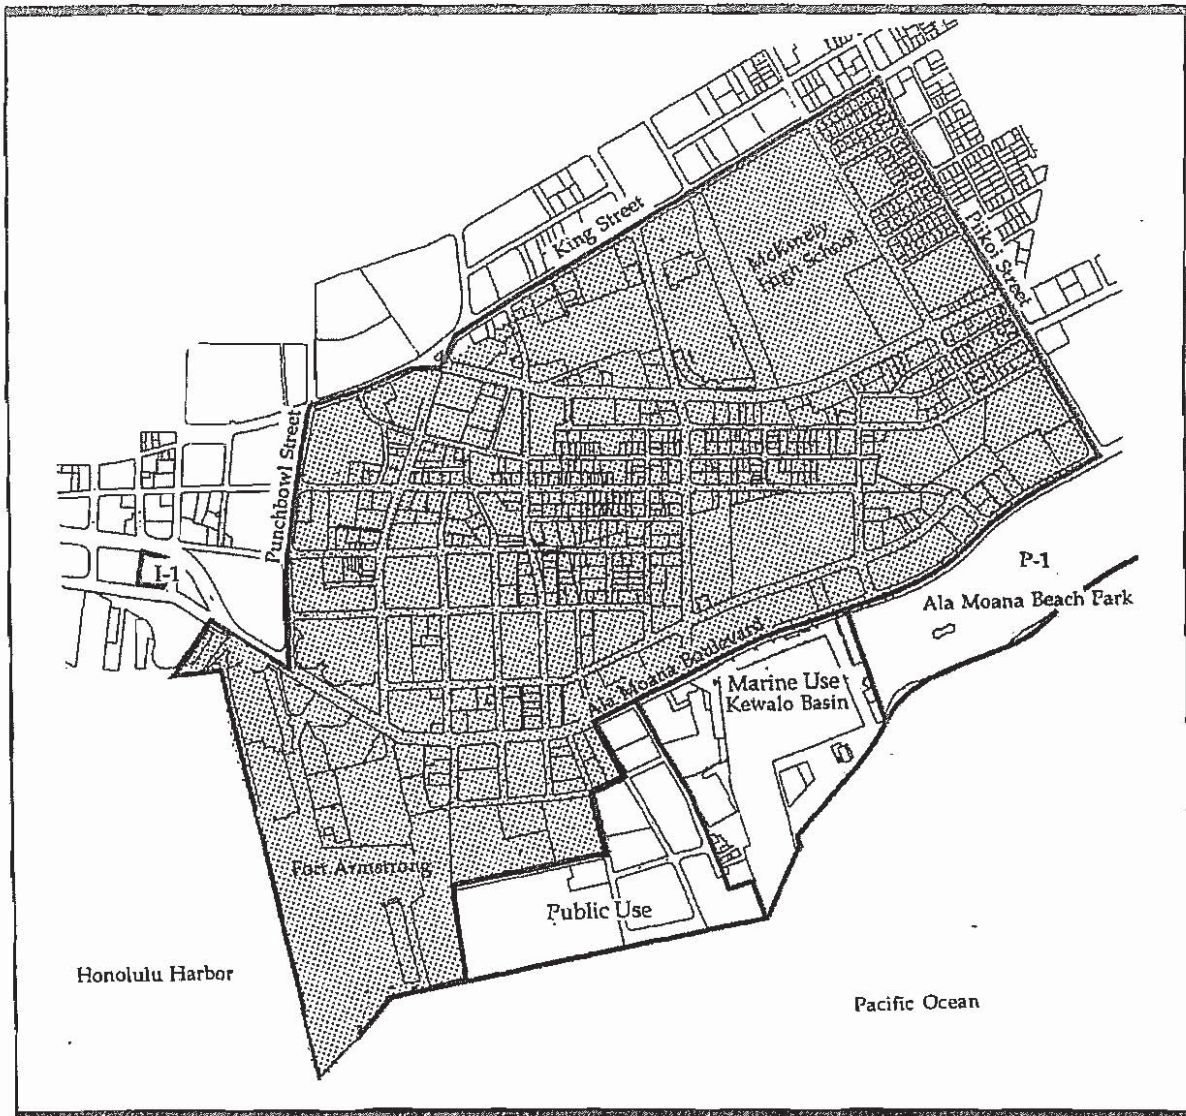 King Street
McKinely
High School
Piikoi Street
Punchbowl Street
I-1
P-1
Ala Moana Beach Park
Ala Moana Boulevard
Marine Use
Kewalo Basin
Fort Armstrong
Public Use
Honolulu Harbor
Pacific Ocean